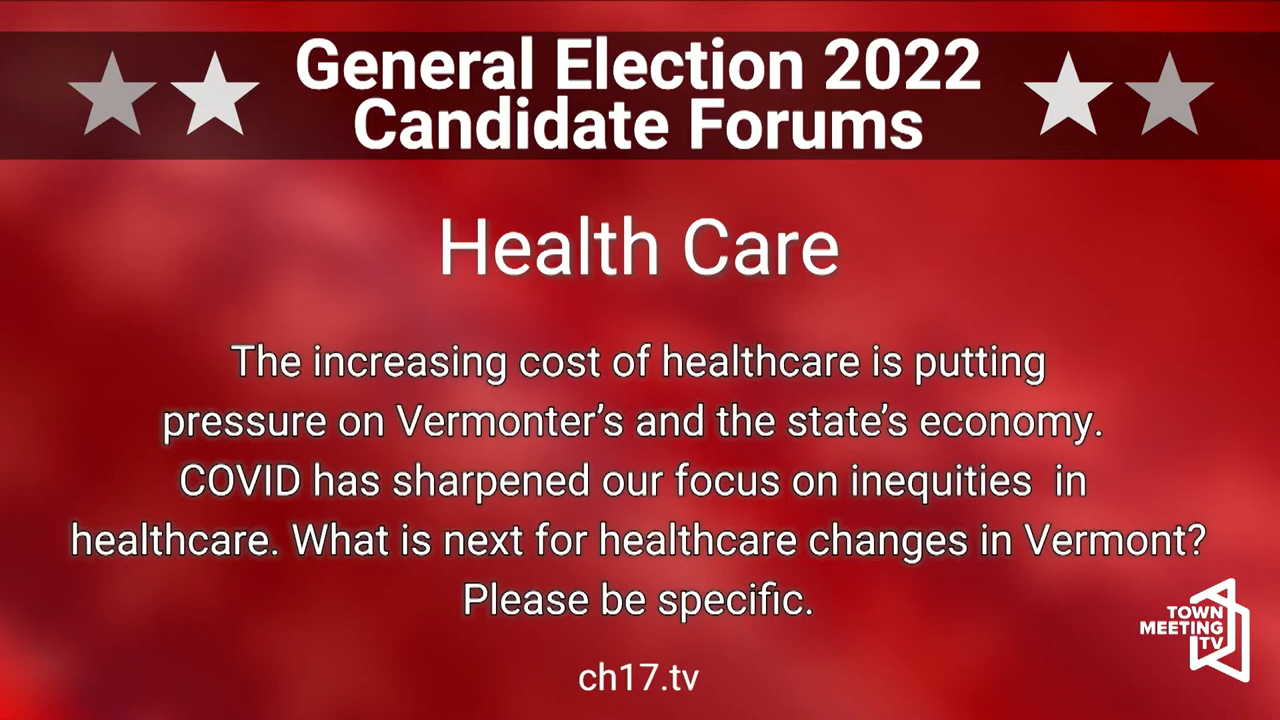 General Election 2022
Candidate Forums
Health Care
The increasing cost of healthcare is putting
pressure on Vermonter’s and the state’s economy.
COVID has sharpened our focus on inequities  in
healthcare. What is next for healthcare changes in Vermont?
Please be specific.
TOWN
MEETING
TV
ch17.tv